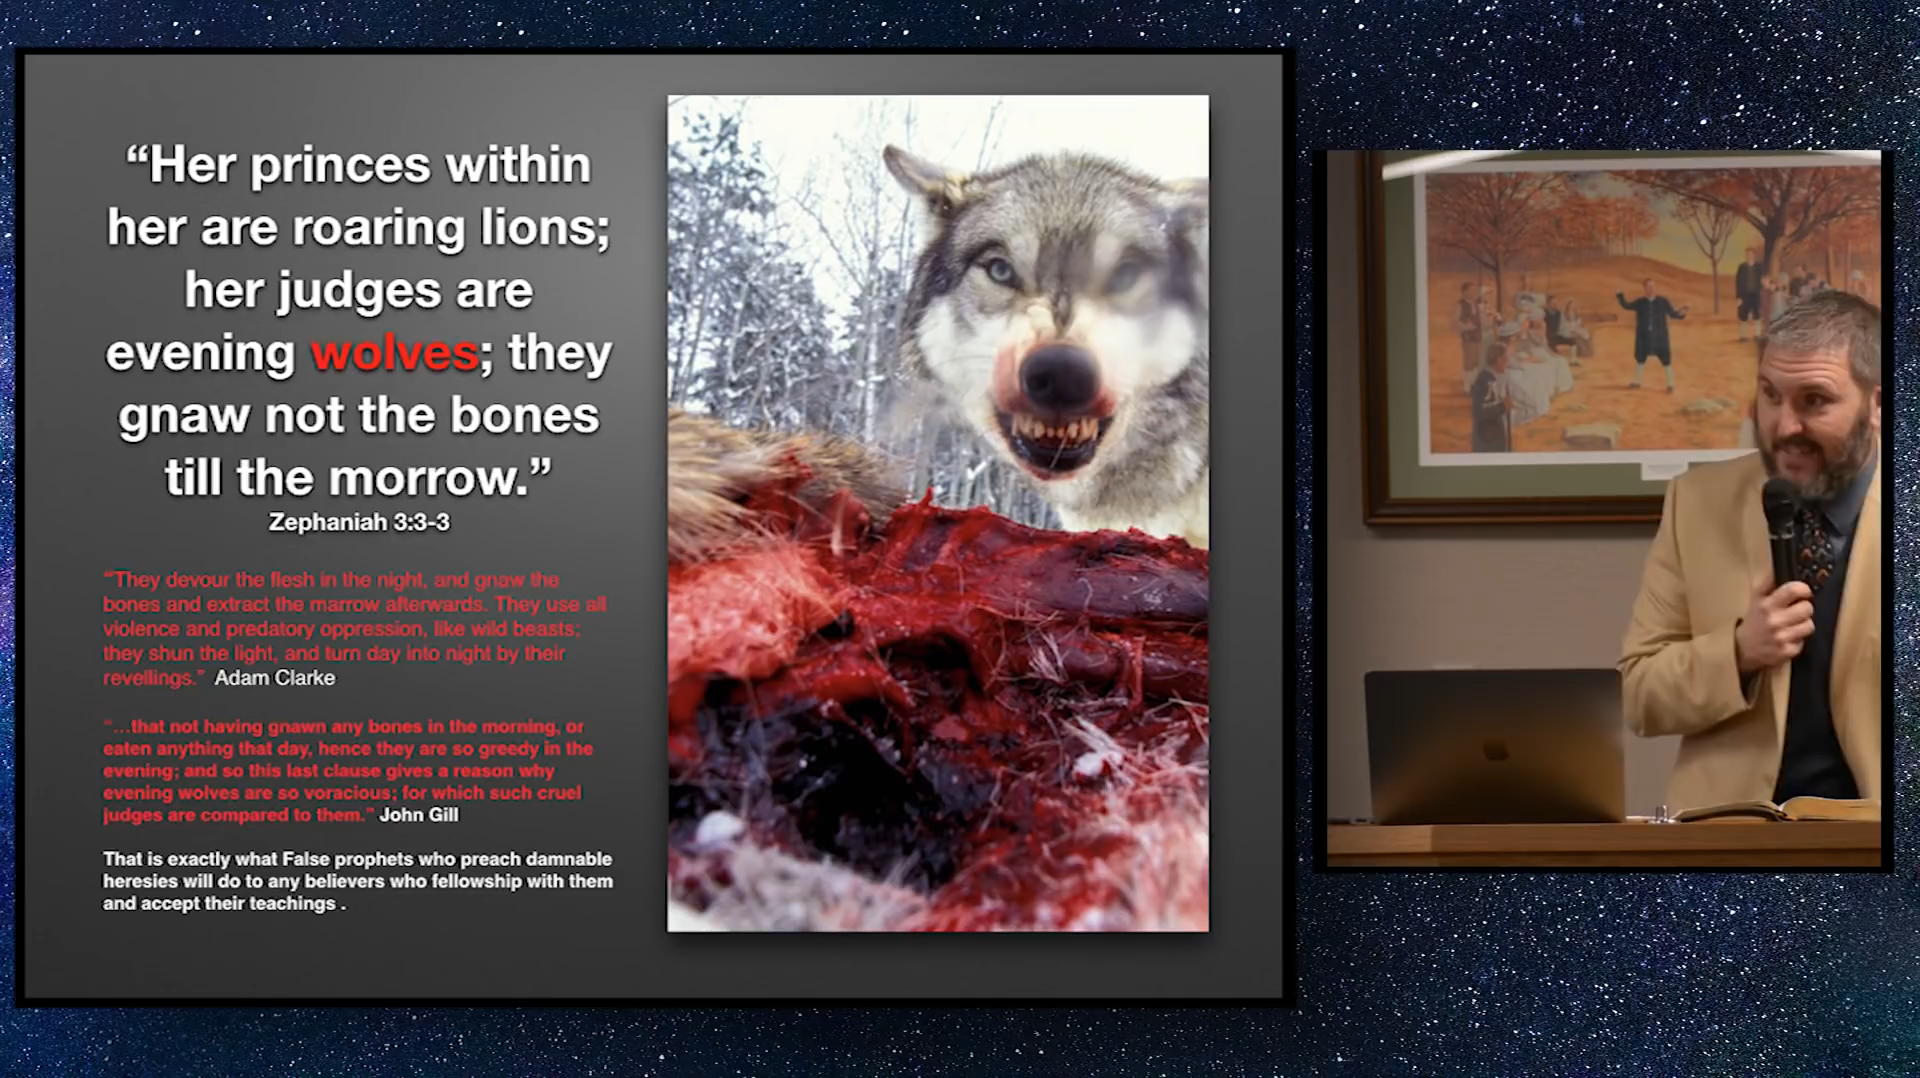 “Her princes within
her are roaring lions;
her judges are
evening wolves; they
gnaw not the bones
till the morrow.”
Zephaniah 3:3-3
“They devour the flesh in the night, and gnaw the
bones and extract the marrow afterwards. They use all
violence and predatory oppression, like wild beasts;
they shun the light, and turn day into night by their
revellings.” Adam Clarke
“…that not having gnawn any bones in the morning, or
eaten anything that day, hence they are so greedy in the
evening; and so this last clause gives a reason why
evening wolves are so voracious; for which such cruel
judges are compared to them.” John Gill
That is exactly what False prophets who preach damnable
heresies will do to any believers who fellowship with them
and accept their teachings .